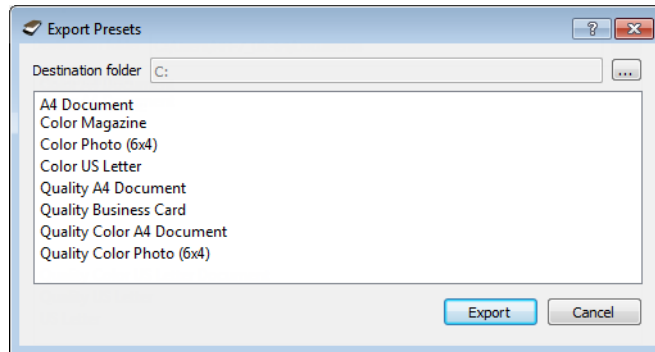 Export Presets
?
Destination folder C: ...
A4 Document
Color Magazine
Color Photo (6x4)
Color US Letter
Quality A4 Document
Quality Business Card
Quality Color A4 Document
Quality Color Photo (6x4)
Export Cancel